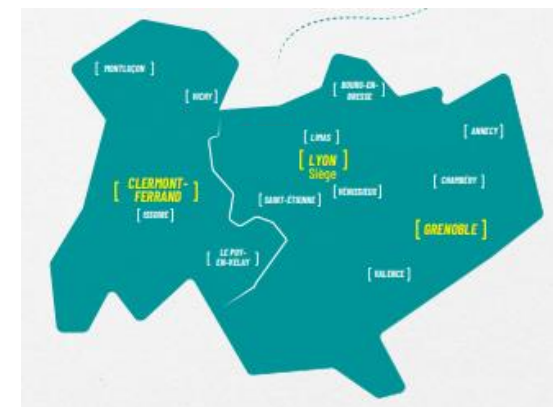 [ MONTLUÇON ]
[ VICHY ]
[ BOURG-EN-
BRESSE ]
[ LIMAS ]
[ ANNECY ]
[ LYON ]
Siège
[ CLERMONT-
FERRAND ]
[ CHAMBÉRY ]
[ VÉNISSIEUX ]
[ SAINT-ÉTIENNE ]
[ ISSOIRE ]
[ GRENOBLE ]
[ LE PUY-
EN-VELAY ]
[ VALENCE ]